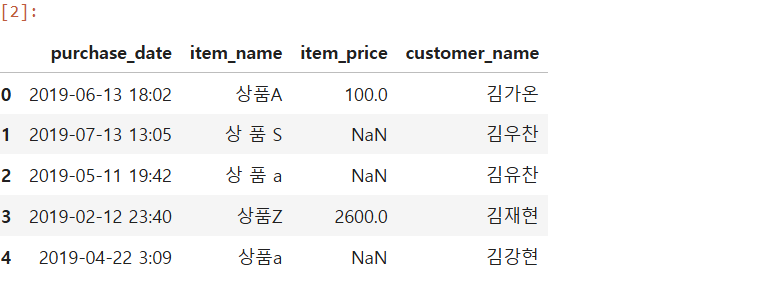 [2]:
purchase_date item_name item_price customer_name
0 2019-06-13 18:02 상품A 100.0 김가온
1 2019-07-13 13:05 상 품 S NaN 김우찬
2 2019-05-11 19:42 상 품 a NaN 김유찬
3 2019-02-12 23:40 상품Z 2600.0 김재현
4 2019-04-22 3:09 상품a NaN 김강현